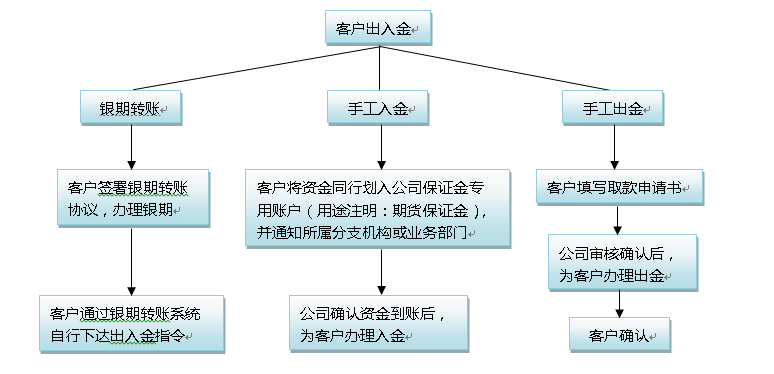 客户出入金
银期转账
手工入金
手工出金
客户签署银期转账
协议，办理银期
客户将资金同行划入公司保证金专
用账户（用途注明：期货保证金），
并通知所属分支机构或业务部门
客户填写取款申请书
公司审核确认后，
为客户办理出金
客户通过银期转账系统
自行下达出入金指令
公司确认资金到账后，
为客户办理入金
客户确认